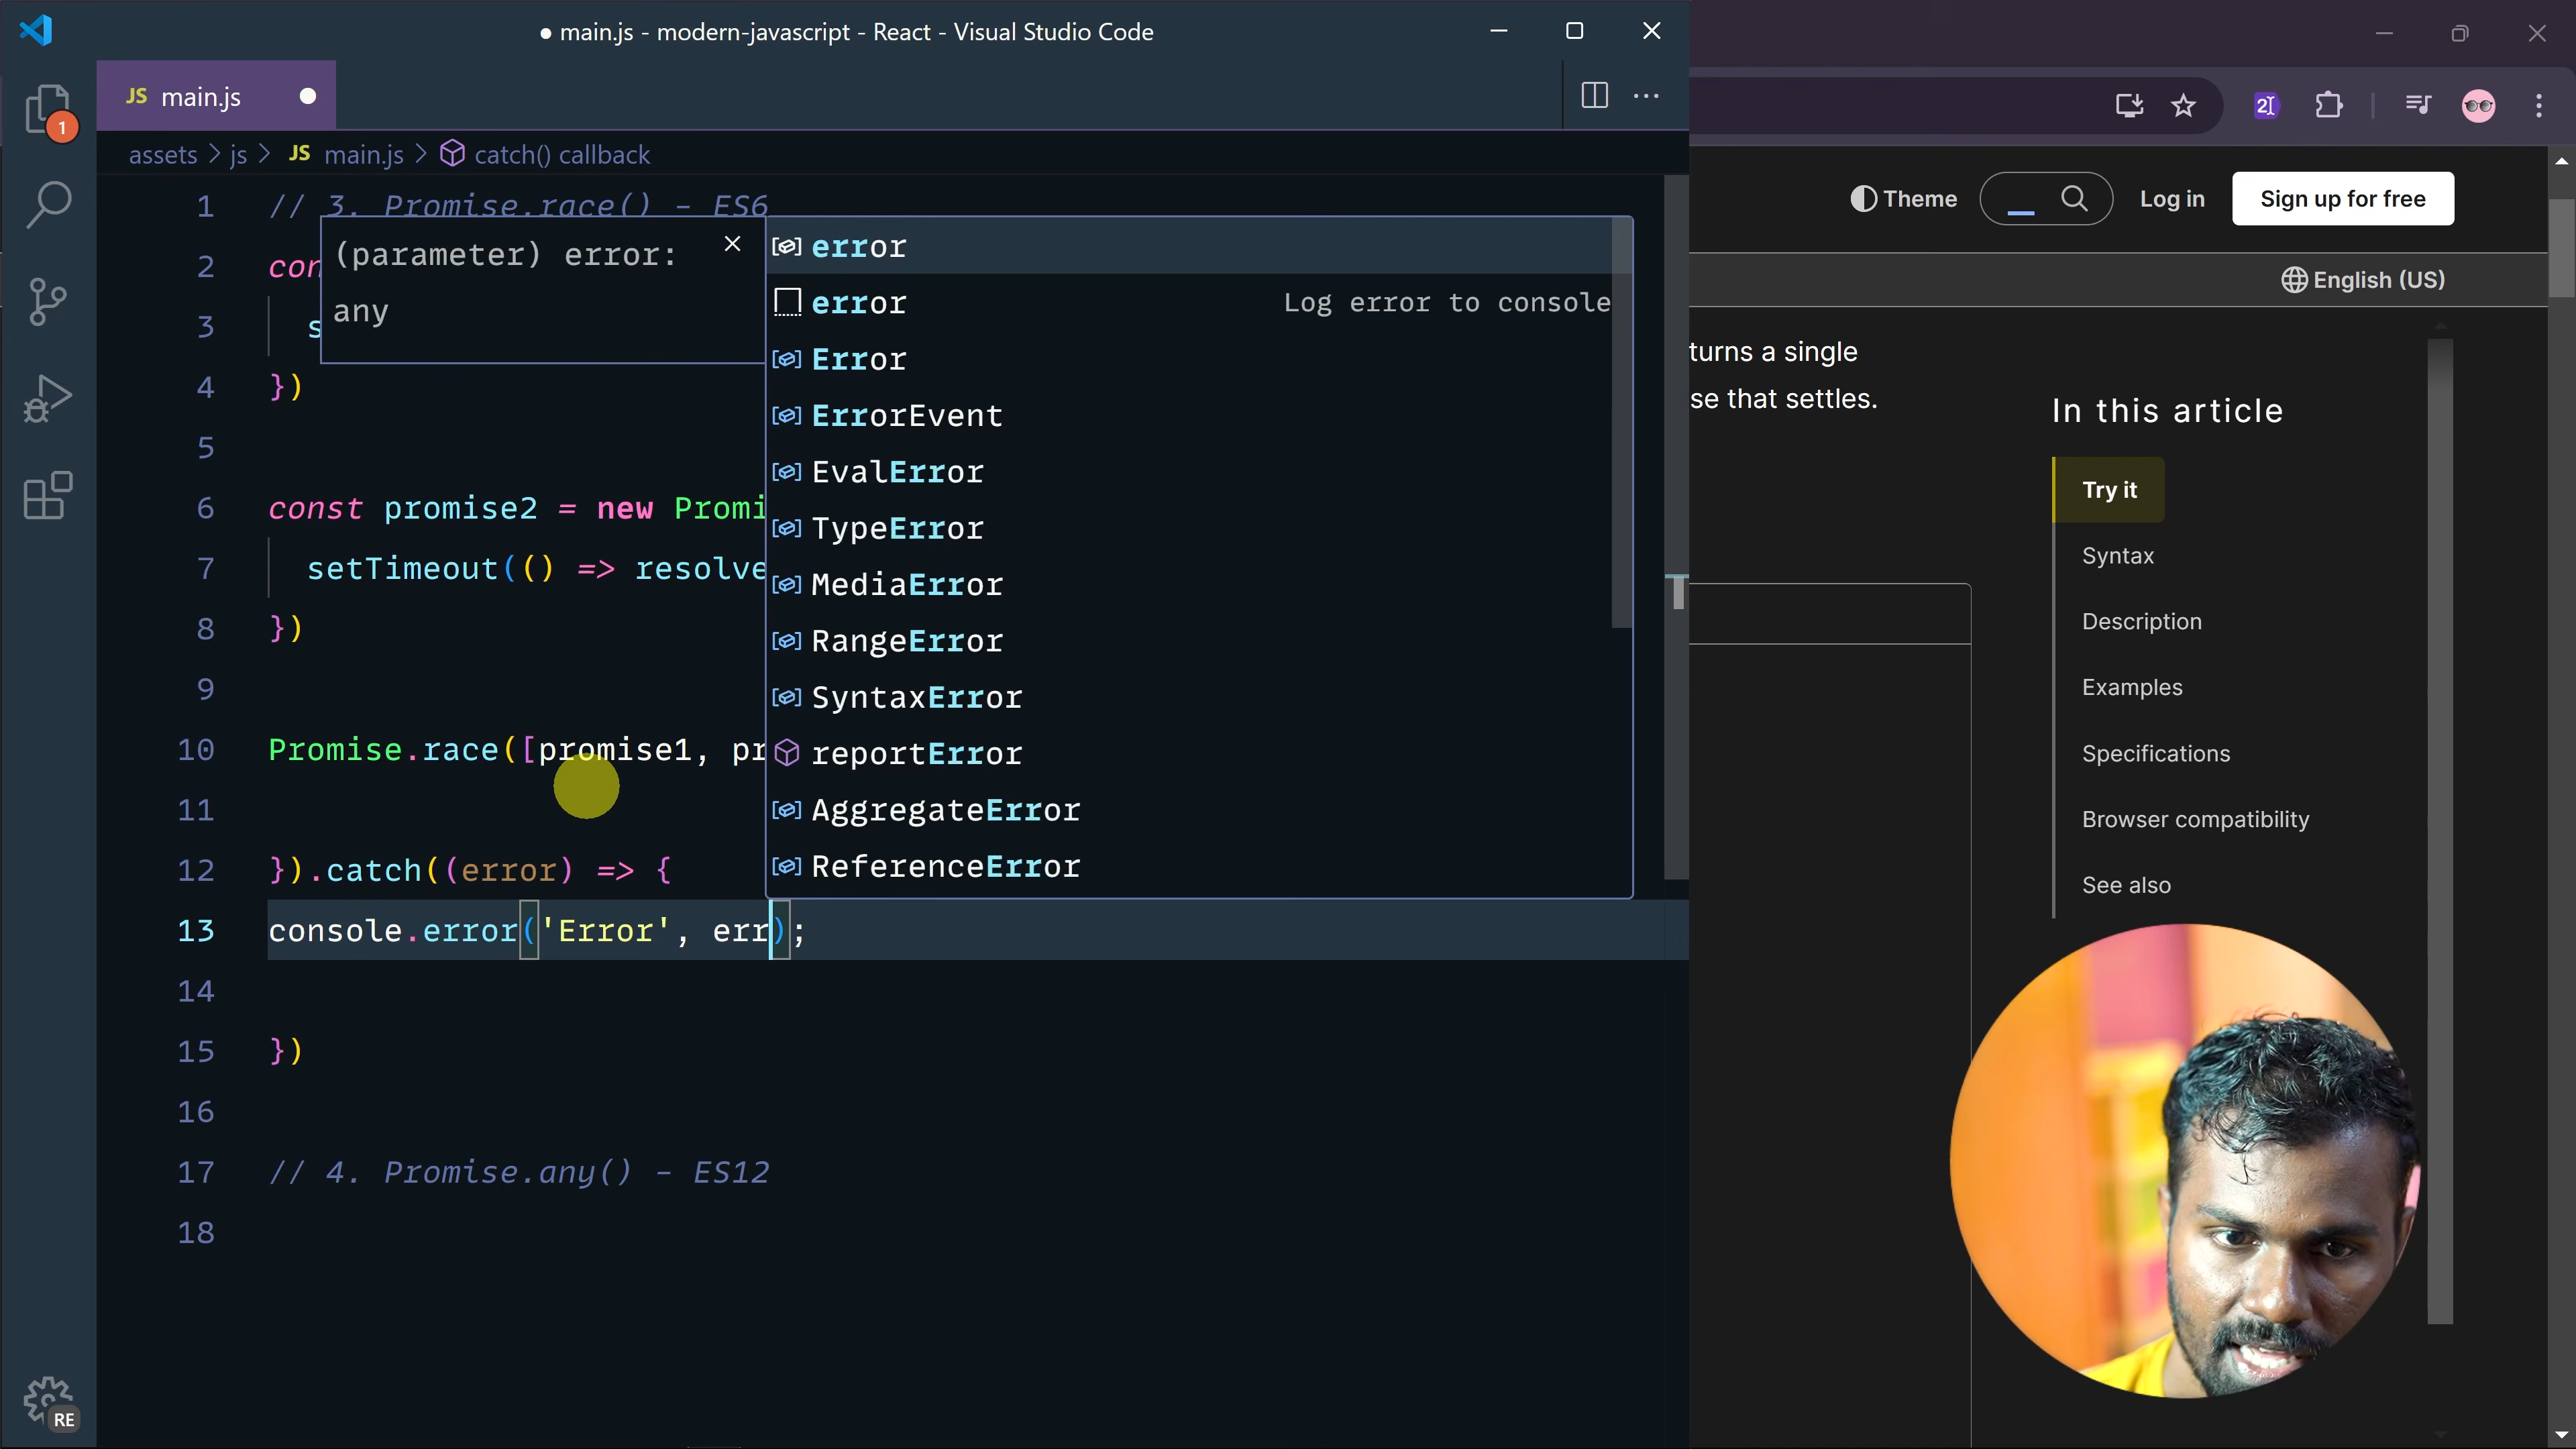 ● main.js - modern-javascript - React - Visual Studio Code
JS main.js ●
assets > js > JS main.js > catch() callback
1
1 // 3. Promise.race() - ES6
2 con
3 s
4 })
5
6 const promise2 = new Promi
7 setTimeout(() => resolve
8 })
9
10 Promise.race([promise1, pr
11
12 }).catch((error) => {
13 console.error('Error', err);
14
15 })
16
17 // 4. Promise.any() - ES12
18
(parameter) error:
any
error
error Log error to console
Error
ErrorEvent
EvalError
TypeError
MediaError
RangeError
SyntaxError
reportError
AggregateError
ReferenceError
RE
Theme
Log in
Sign up for free
English (US)
turns a single
se that settles.
In this article
Try it
Syntax
Description
Examples
Specifications
Browser compatibility
See also